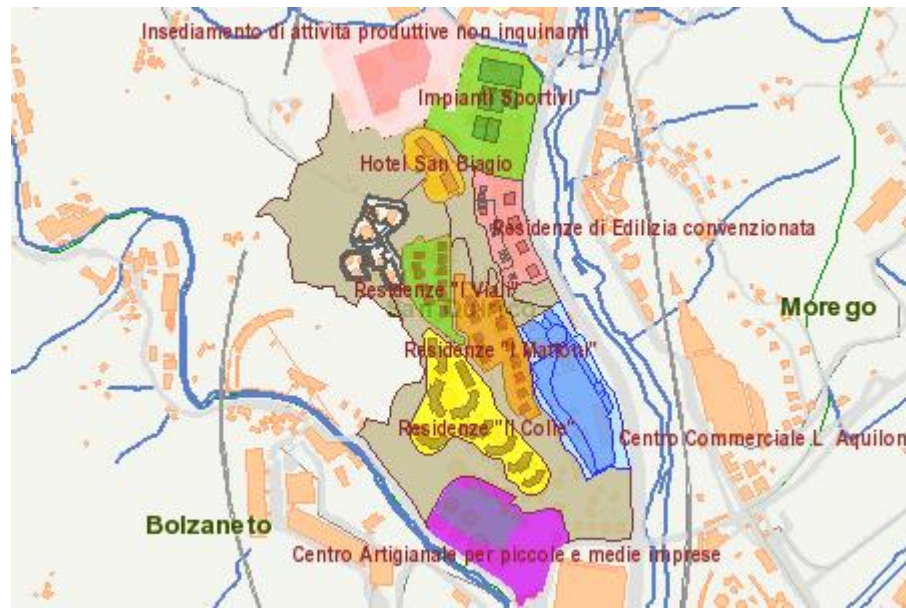 Insediamento di attività produttive non inquinanti
Impianti Sportivi
Hotel San Biagio
Residenze di Edilizia convenzionata
Residenze "I Viali"
Morego
Residenze "I Mattoni"
Residenze "Il Colle"
Centro Commerciale L Aquilon
Bolzaneto
Centro Artigianale per piccole e medie imprese